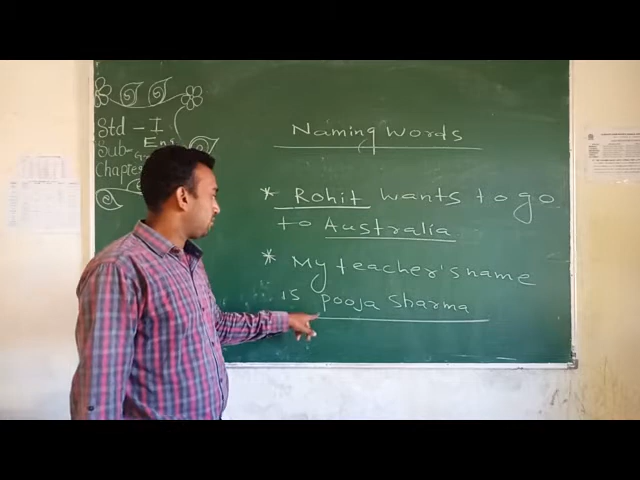 Std - I
Sub- Eng
Chapter
Naming Words
* Rohit wants to go
to Australia
* My teacher's name
is Pooja Sharma